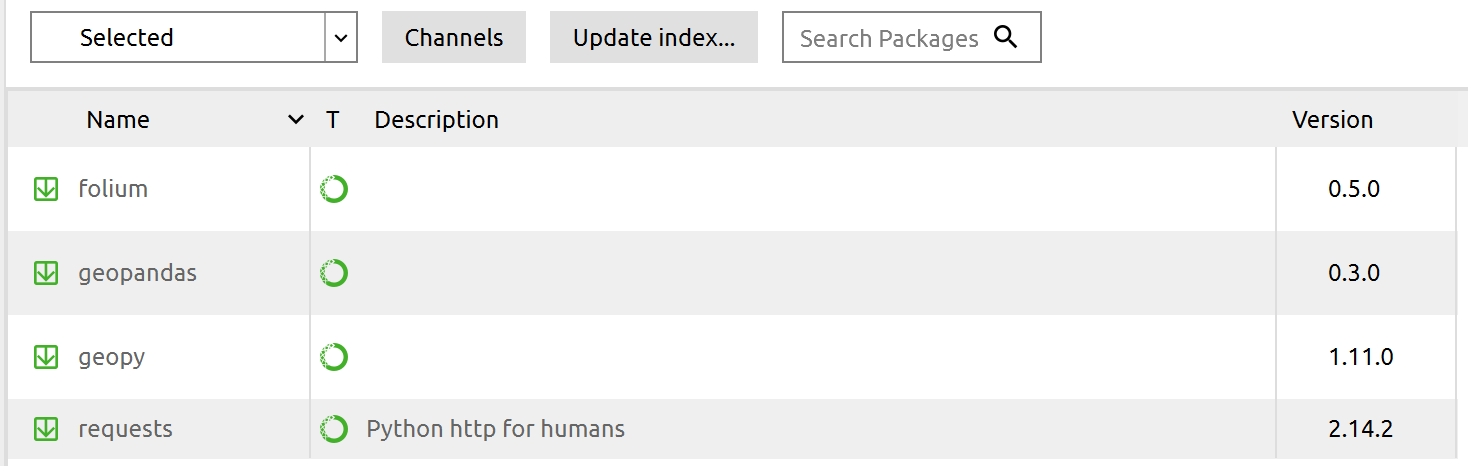 Selected Channels Update index... Search Packages
Name T Description Version
folium 0.5.0
geopandas 0.3.0
geopy 1.11.0
requests Python http for humans 2.14.2